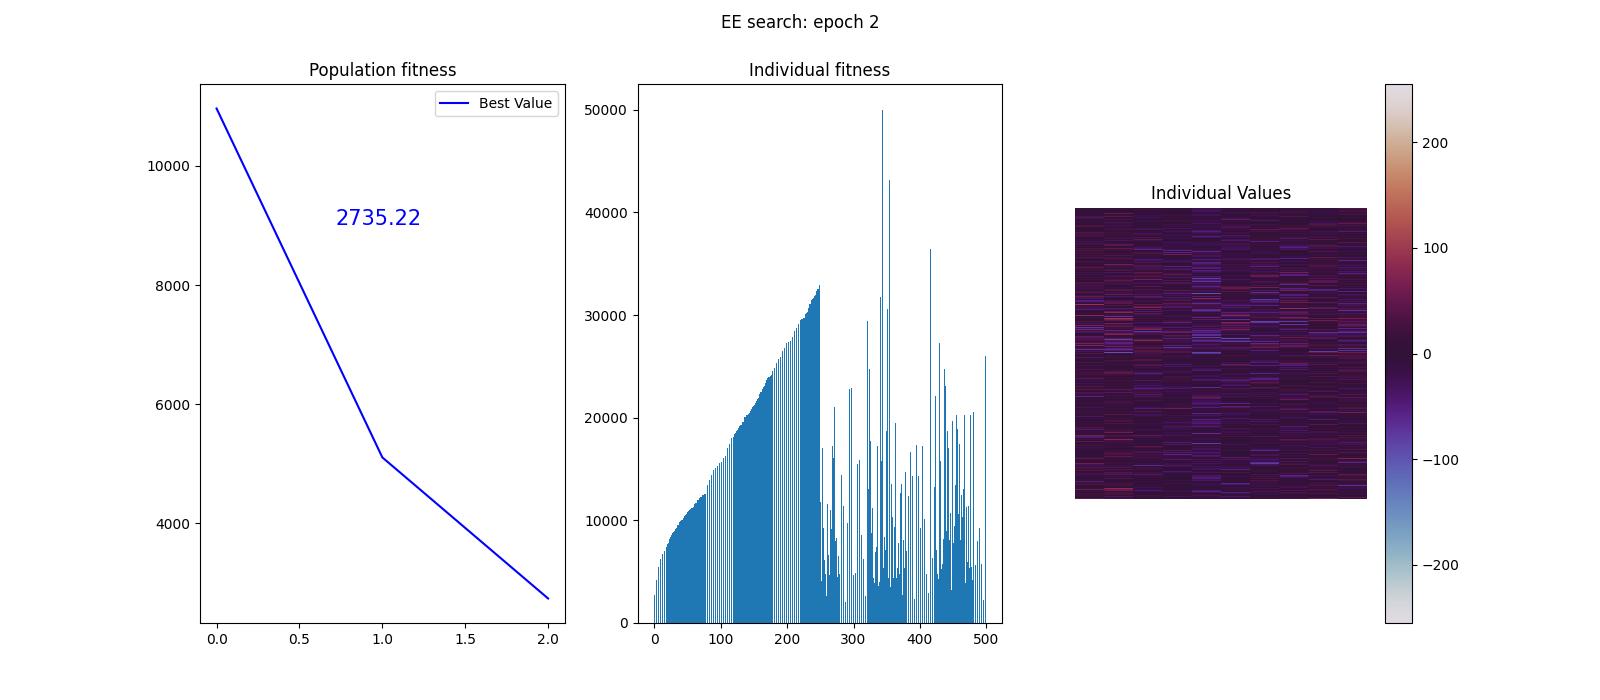 EE search: epoch 2
Population fitness
Best Value
2735.22
10000
8000
6000
4000
0.0 0.5 1.0 1.5 2.0
Individual fitness
50000
40000
30000
20000
10000
0
0 100 200 300 400 500
Individual Values
200
100
0
−100
−200